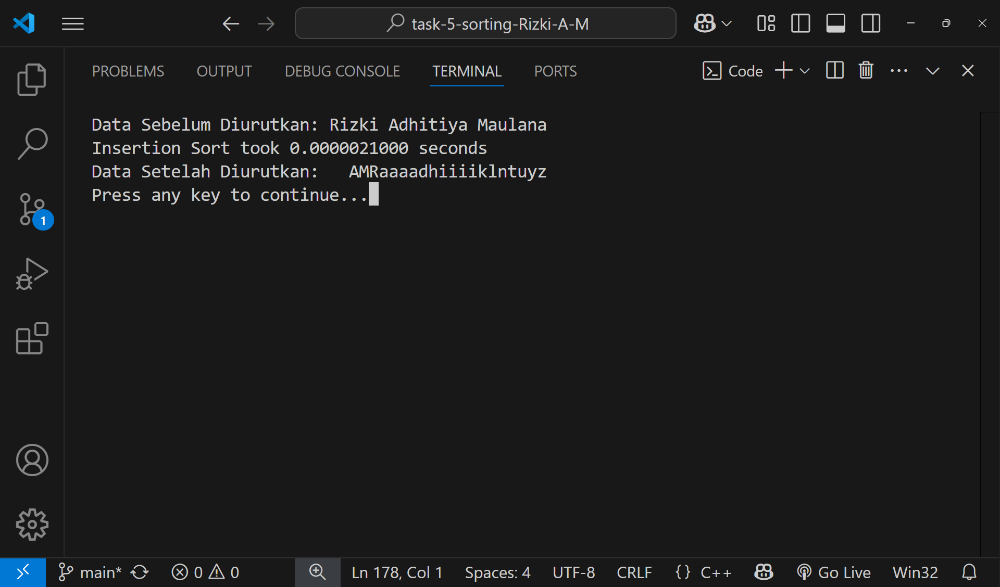 task-5-sorting-Rizki-A-M
PROBLEMS OUTPUT DEBUG CONSOLE TERMINAL PORTS Code
Data Sebelum Diurutkan: Rizki Adhitiya Maulana
Insertion Sort took 0.0000021000 seconds
Data Setelah Diurutkan:   AMRaaaadhiiiiklntuyz
Press any key to continue...
1
main* 0 0 Ln 178, Col 1 Spaces: 4 UTF-8 CRLF {} C++ Go Live Win32